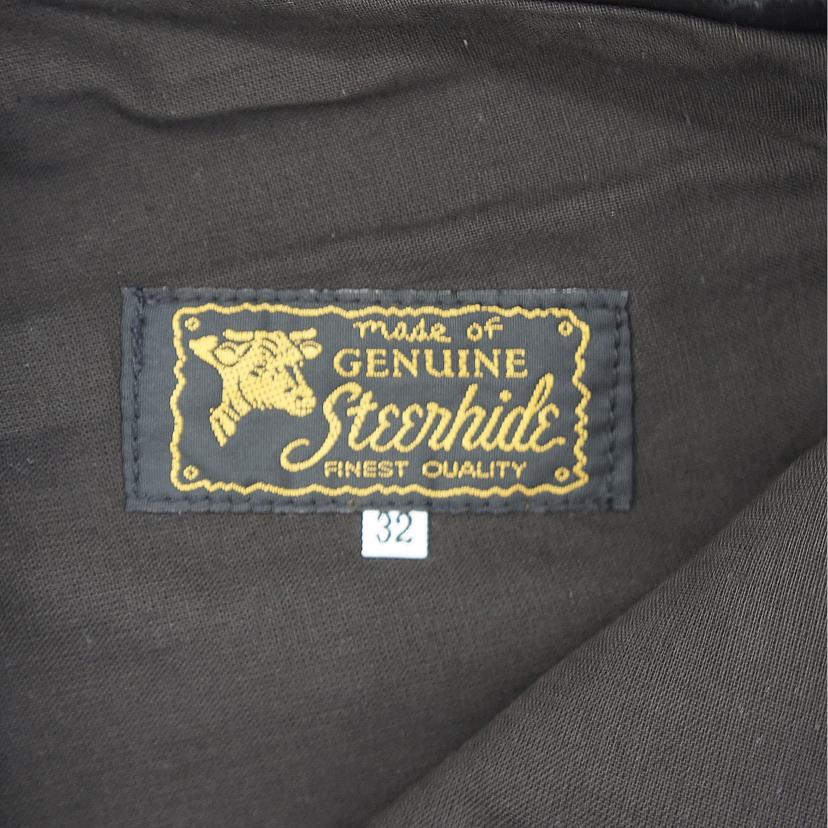 made of
GENUINE
Steerhide
FINEST QUALITY
32